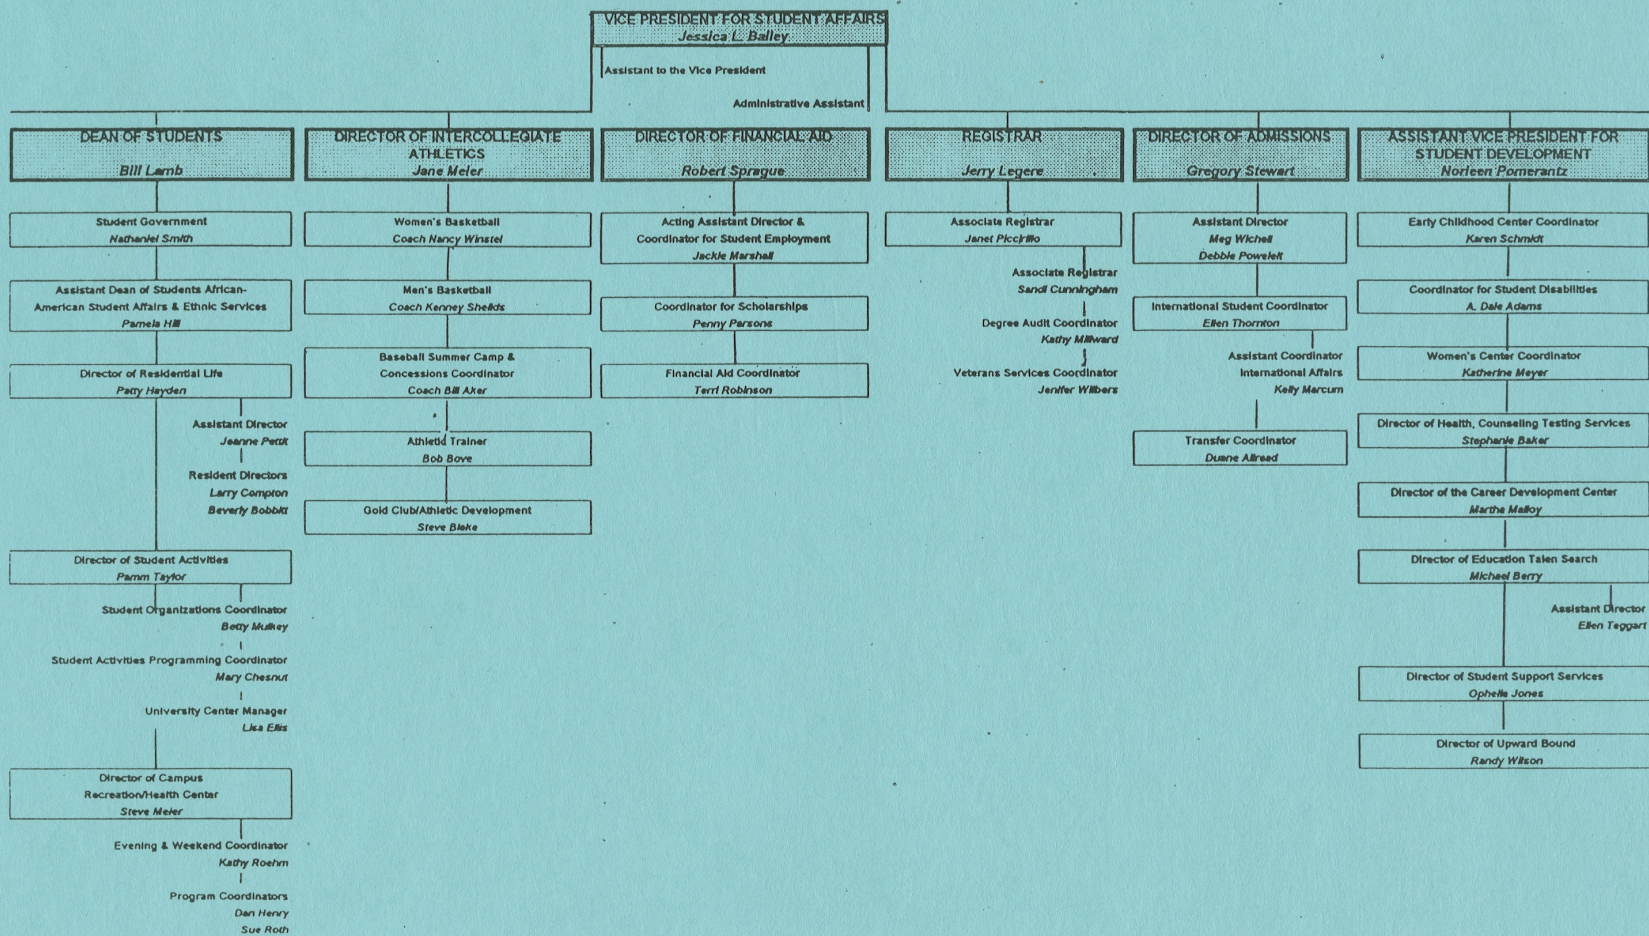 VICE PRESIDENT FOR STUDENT AFFAIRS
Jessica L. Bailey
Assistant to the Vice President
Administrative Assistant
DEAN OF STUDENTS
Bill Lamb
Student Government
Nathaniel Smith
Assistant Dean of Students African-
American Student Affairs & Ethnic Services
Pamela Hill
Director of Residential Life
Patty Hayden
Assistant Director
Jeanne Pettit
Resident Directors
Larry Compton
Beverly Bobbitt
Director of Student Activities
Pamm Taylor
Student Organizations Coordinator
Betty Mulkey
Student Activities Programming Coordinator
Mary Chesnut
University Center Manager
Lisa Ellis
Director of Campus
Recreation/Health Center
Steve Meier
Evening & Weekend Coordinator
Kathy Roehm
Program Coordinators
Dan Henry
Sue Roth
DIRECTOR OF INTERCOLLEGIATE
ATHLETICS
Jane Meier
Women's Basketball
Coach Nancy Winstel
Men's Basketball
Coach Kenney Sheilds
Baseball Summer Camp &
Concessions Coordinator
Coach Bill Aker
Athletic Trainer
Bob Bove
Gold Club/Athletic Development
Steve Blake
DIRECTOR OF FINANCIAL AID
Robert Sprague
Acting Assistant Director &
Coordinator for Student Employment
Jackie Marshall
Coordinator for Scholarships
Penny Parsons
Financial Aid Coordinator
Terri Robinson
REGISTRAR
Jerry Legere
Associate Registrar
Janet Piccirillo
Associate Registrar
Sandi Cunningham
Degree Audit Coordinator
Kathy Millward
Veterans Services Coordinator
Jenifer Wilbers
DIRECTOR OF ADMISSIONS
Gregory Stewart
Assistant Director
Meg Wichell
Debbie Poweleit
International Student Coordinator
Ellen Thornton
Assistant Coordinator
International Affairs
Kelly Marcum
Transfer Coordinator
Duane Allread
ASSISTANT VICE PRESIDENT FOR
STUDENT DEVELOPMENT
Norleen Pomerantz
Early Childhood Center Coordinator
Karen Schmidt
Coordinator for Student Disabilities
A. Dale Adams
Women's Center Coordinator
Katherine Meyer
Director of Health, Counseling Testing Services
Stephanie Baker
Director of the Career Development Center
Martha Malloy
Director of Education Talen Search
Michael Berry
Assistant Director
Ellen Teggart
Director of Student Support Services
Ophelia Jones
Director of Upward Bound
Randy Wilson